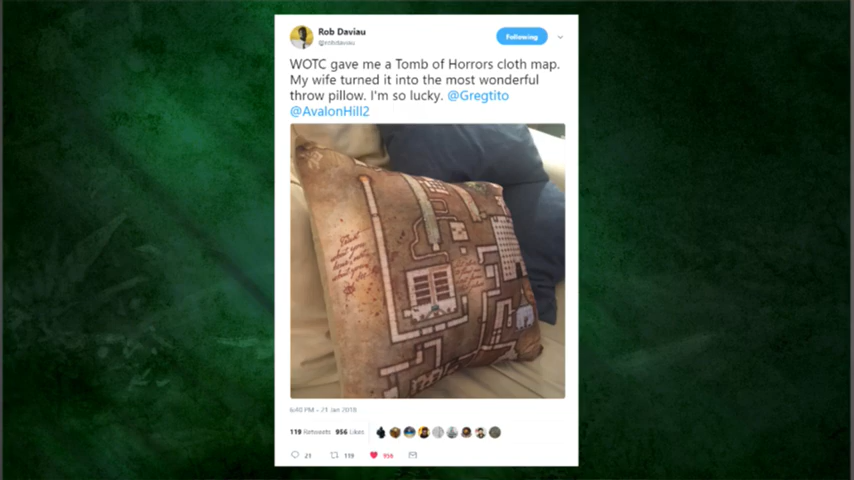 Rob Daviau
@robdaviau
Following
WOTC gave me a Tomb of Horrors cloth map.
My wife turned it into the most wonderful
throw pillow. I'm so lucky. @Gregtito
@AvalonHill2
6:40 PM - 21 Jan 2018
119 Retweets 956 Likes
21 119 956